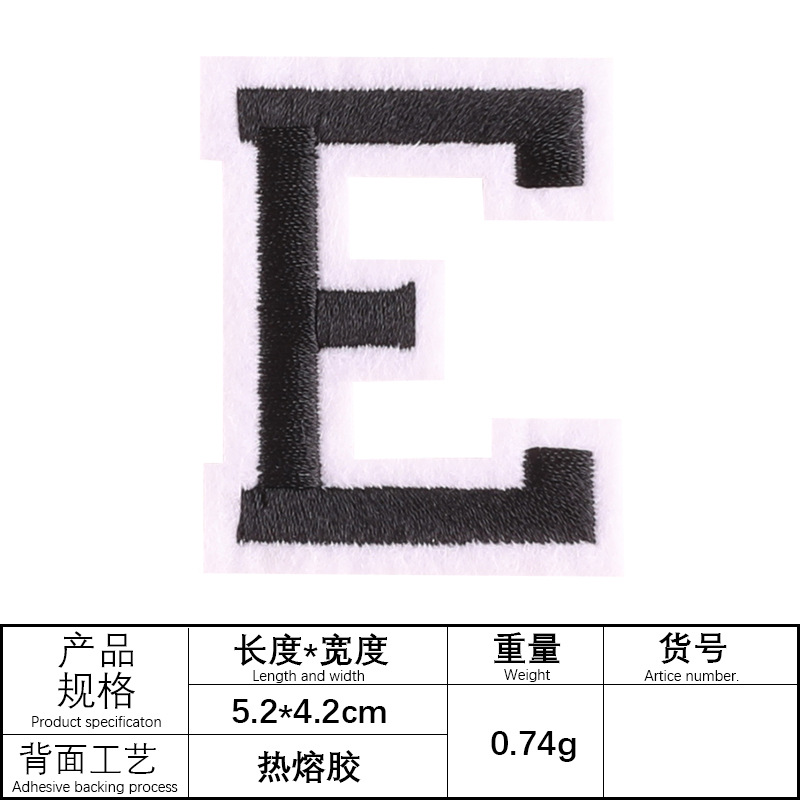 E
产品
规格
Product specificaton
长度*宽度
Length and width
重量
Weight
货号
Artice number.
5.2*4.2cm
0.74g
背面工艺
Adhesive backing process
热熔胶